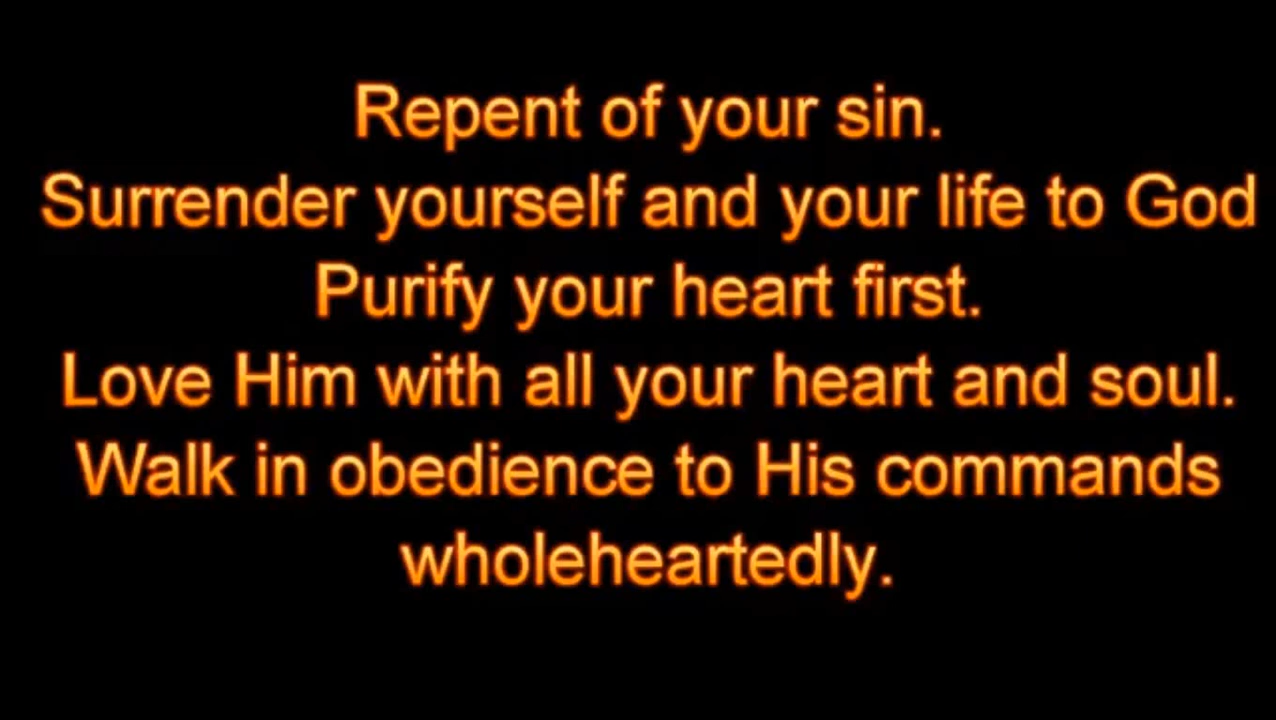 Repent of your sin.
Surrender yourself and your life to God
Purify your heart first.
Love Him with all your heart and soul.
Walk in obedience to His commands
wholeheartedly.